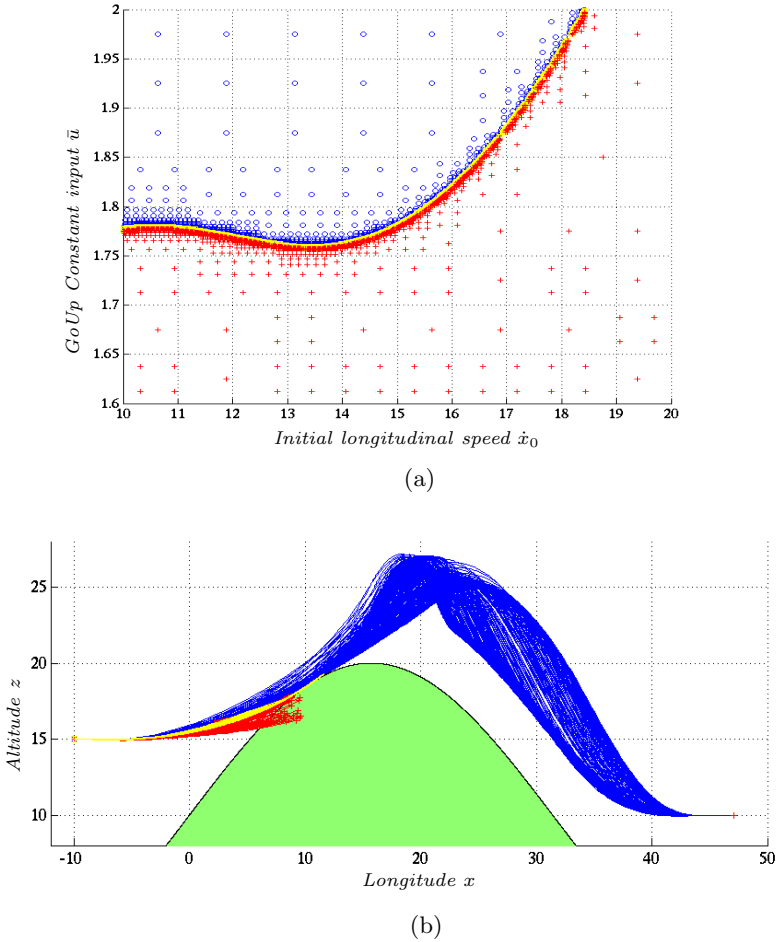 2
1.95
1.9
1.85
1.8
1.75
1.7
1.65
1.6
GoUp Constant input ū
10 11 12 13 14 15 16 17 18 19 20
Initial longitudinal speed ẋ₀
(a)
25
20
15
10
Altitude z
-10 0 10 20 30 40 50
Longitude x
(b)